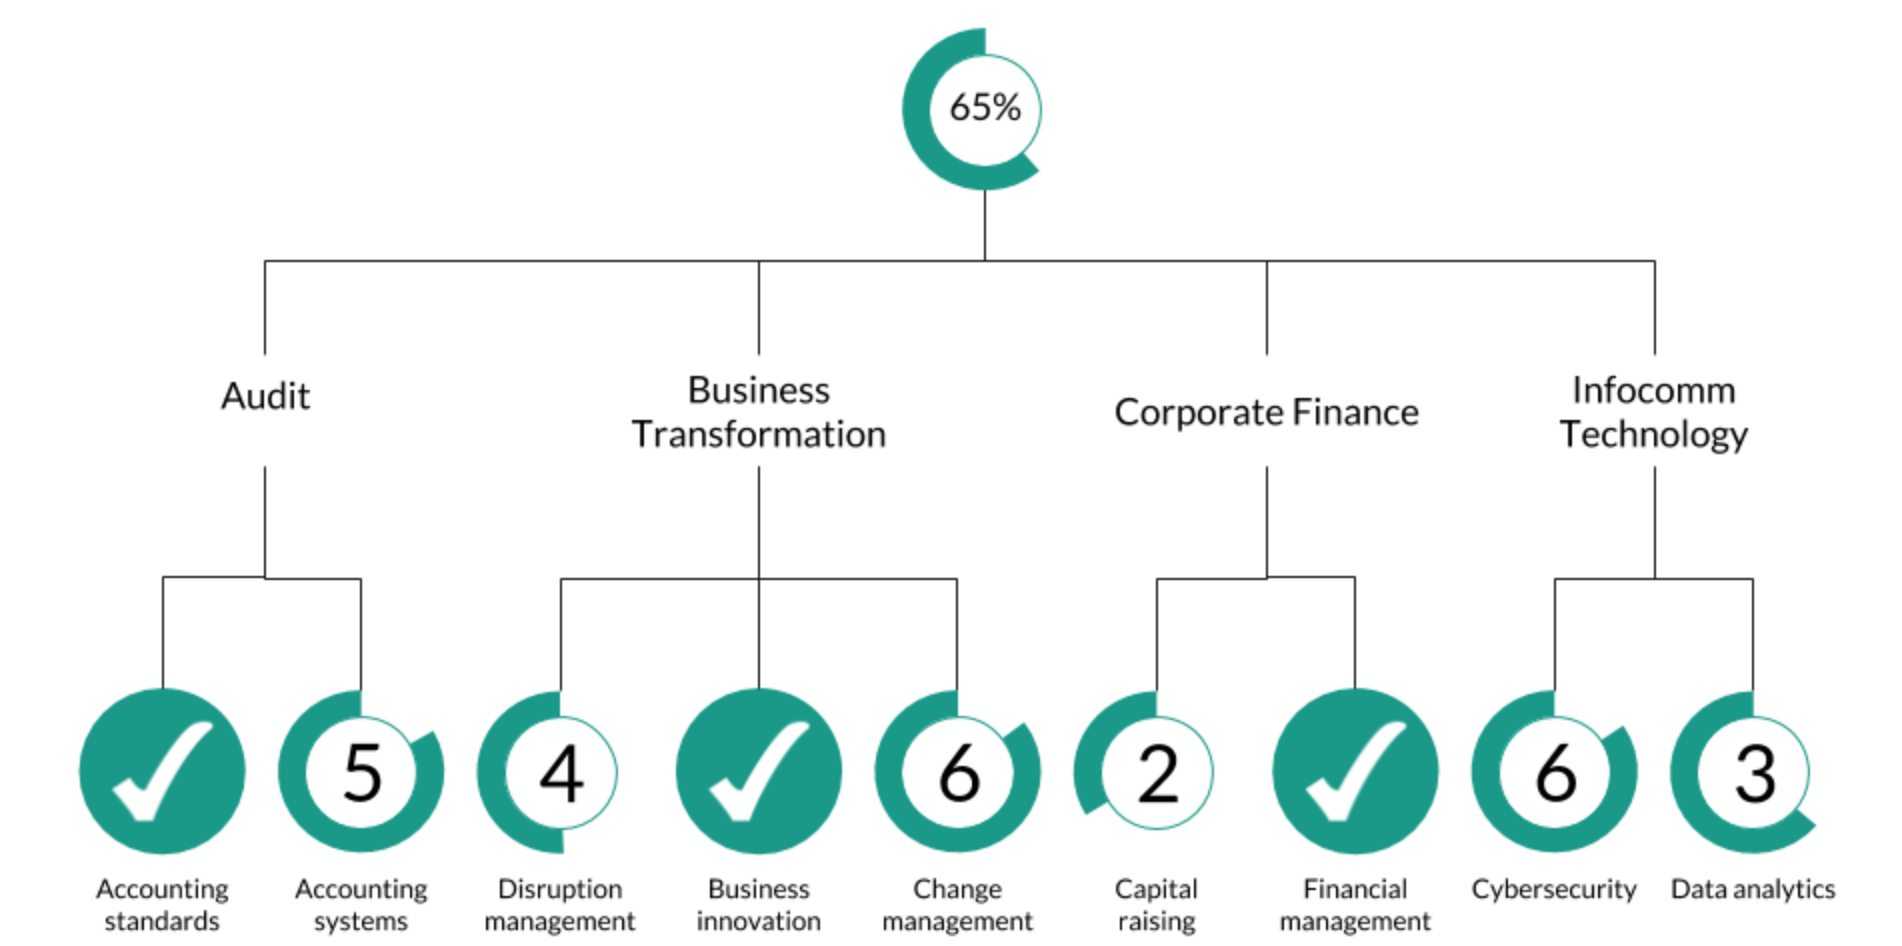 65%
Audit
Business
Transformation
Corporate Finance
Infocomm
Technology
5
4
6
2
6
3
Accounting
standards
Accounting
systems
Disruption
management
Business
innovation
Change
management
Capital
raising
Financial
management
Cybersecurity
Data analytics